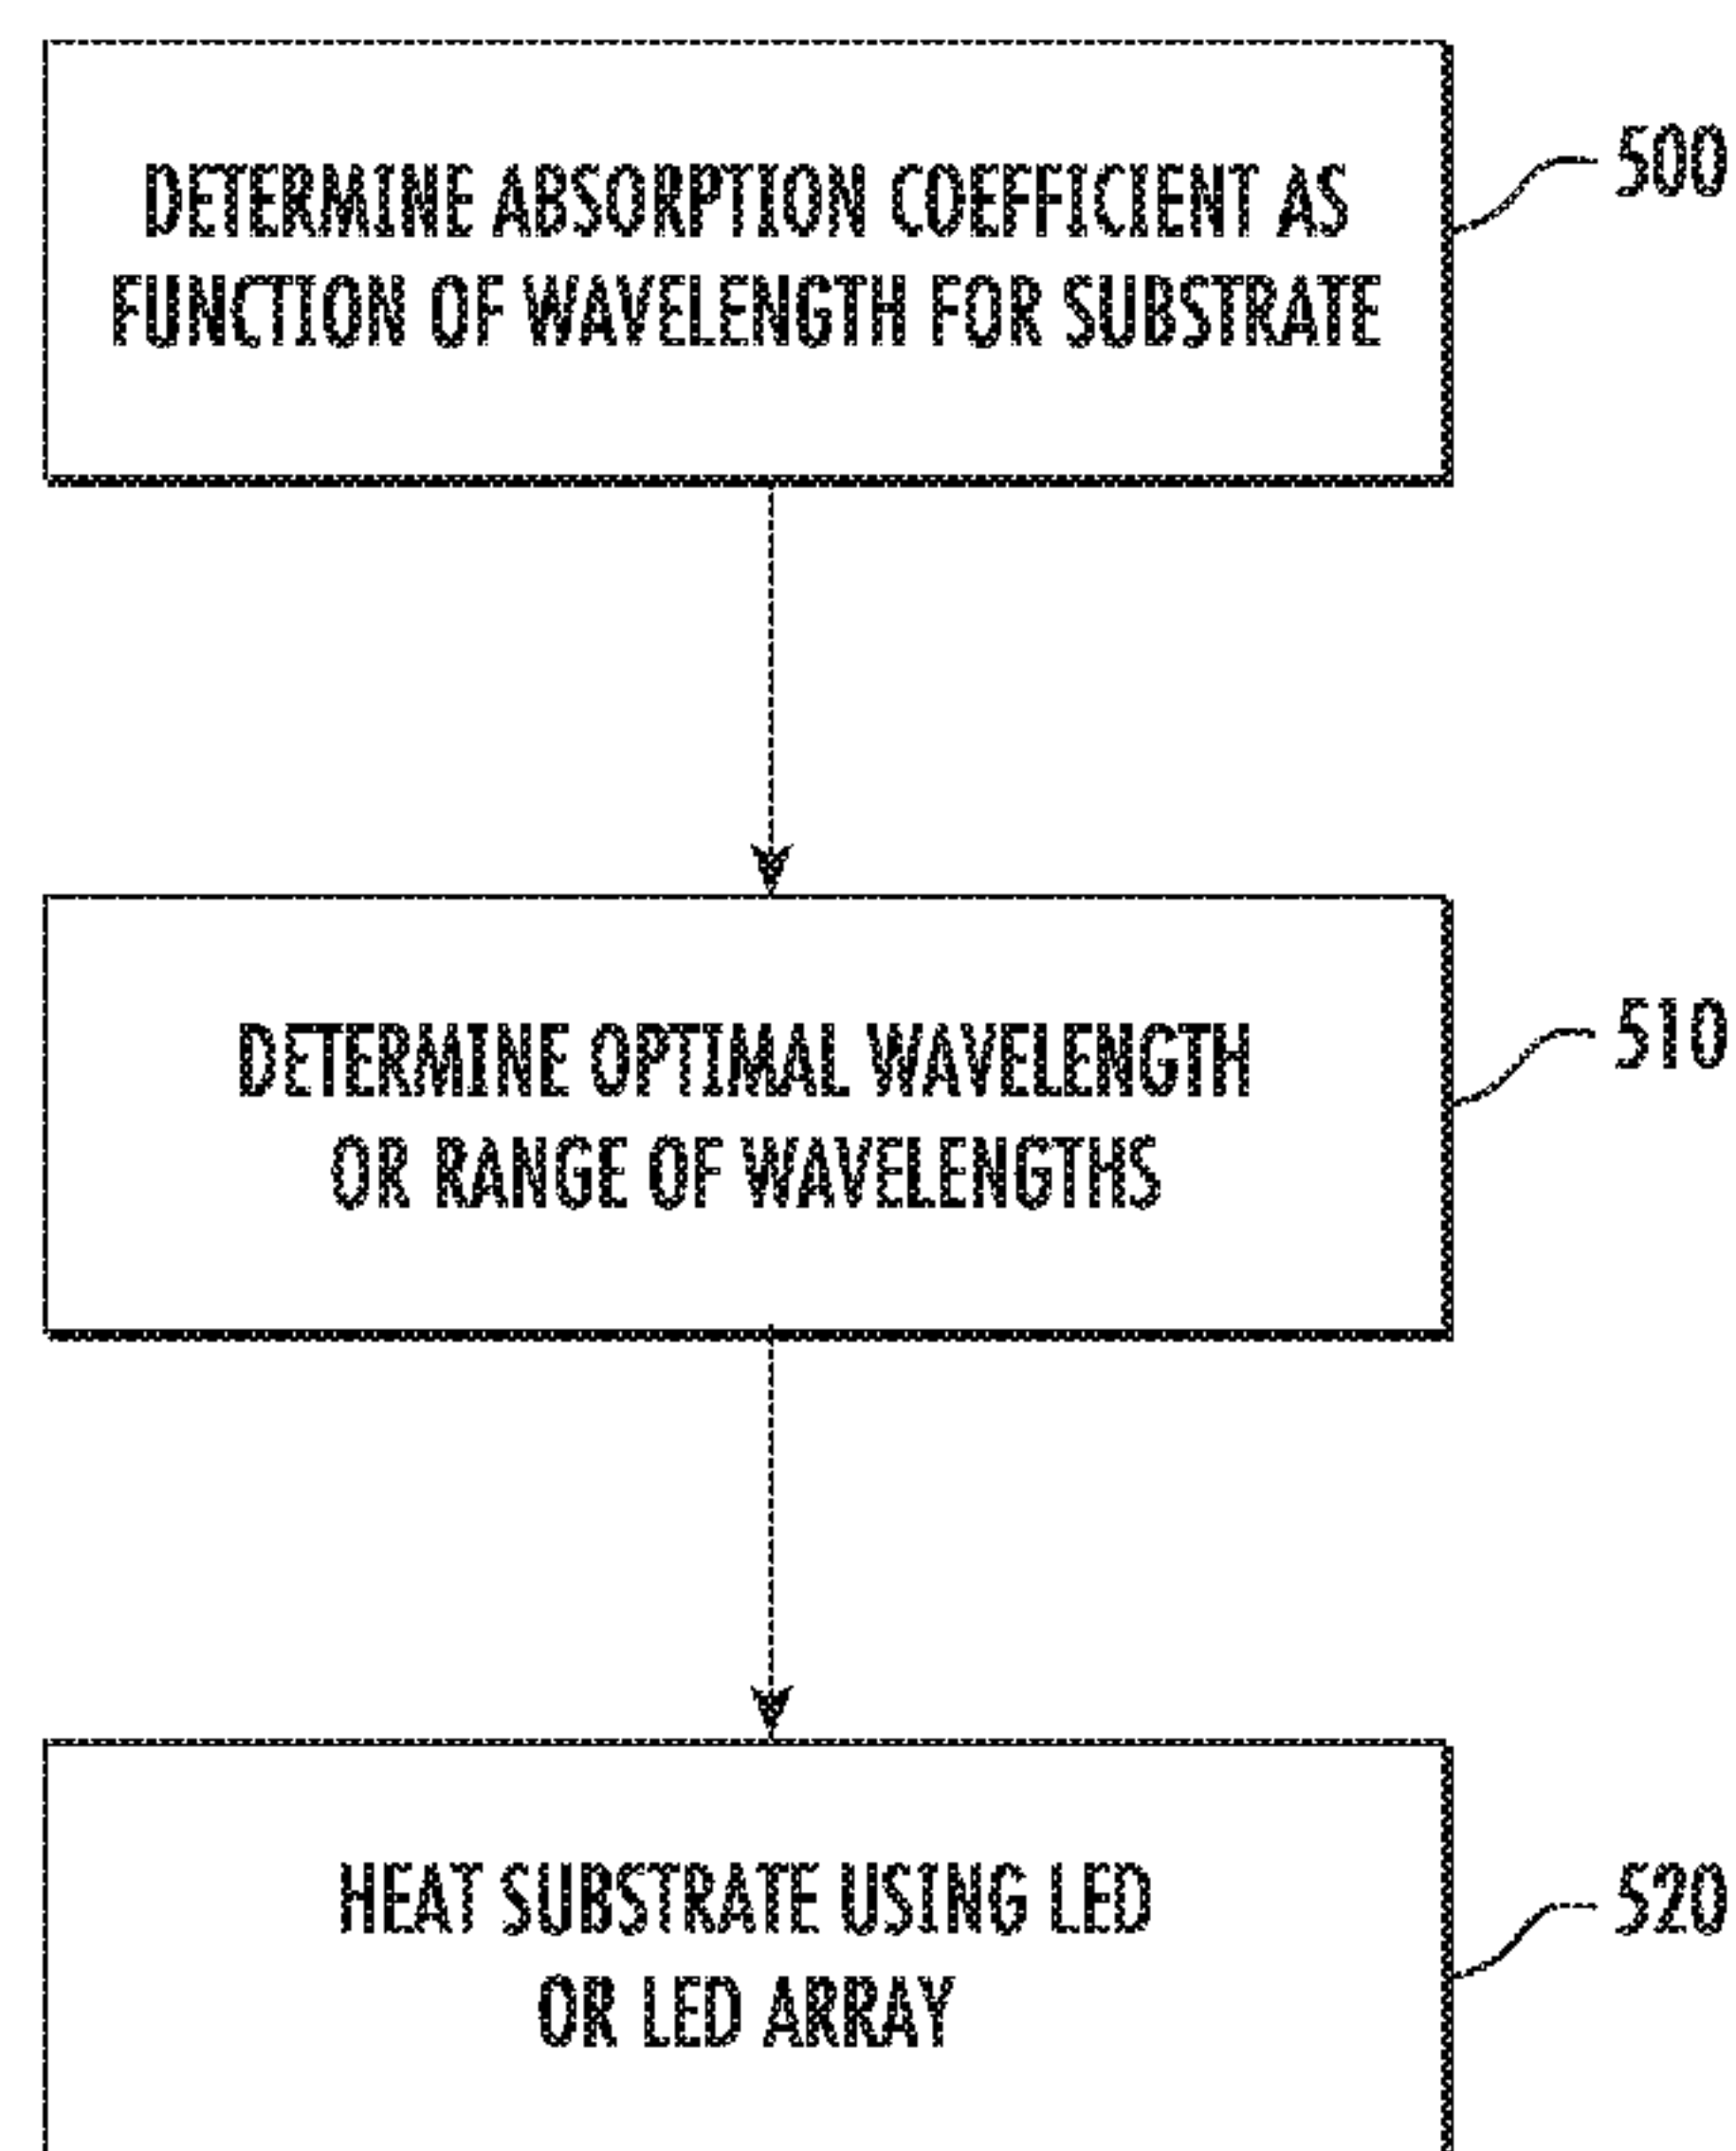 DETERMINE ABSORPTION COEFFICIENT AS
FUNCTION OF WAVELENGTH FOR SUBSTRATE
500
DETERMINE OPTIMAL WAVELENGTH
OR RANGE OF WAVELENGTHS
510
HEAT SUBSTRATE USING LED
OR LED ARRAY
520